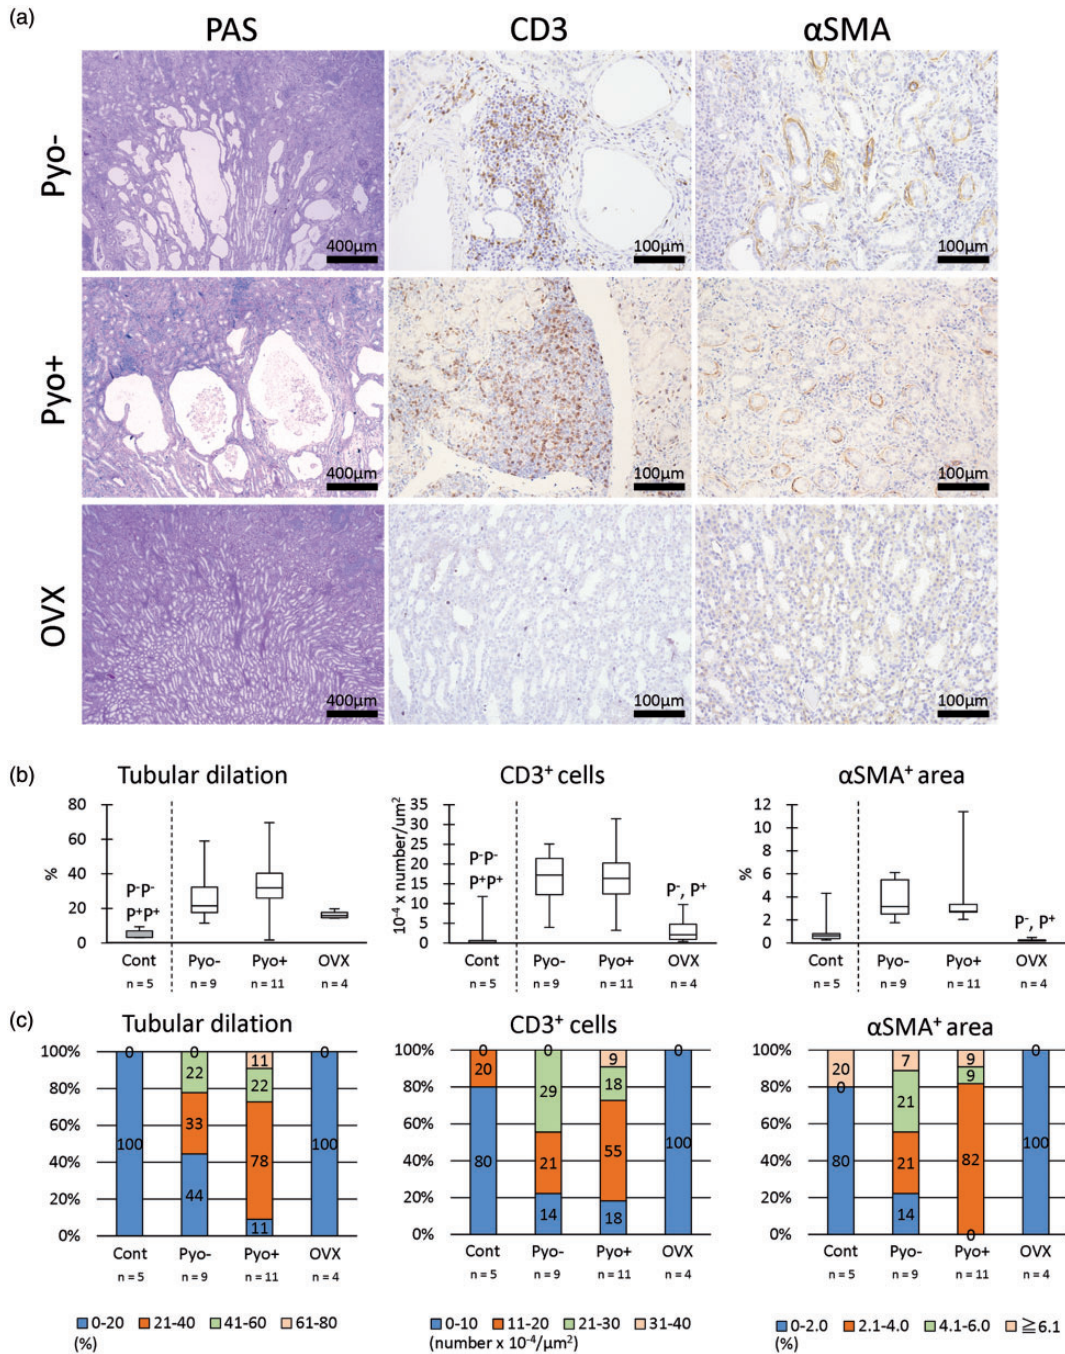 (a)
PAS CD3 αSMA
Pyo-
400μm 100μm 100μm
Pyo+
400μm 100μm 100μm
OVX
400μm 100μm 100μm
(b)
Tubular dilation
80
60
40
20
0
%
P-P-
P+P+
Cont Pyo- Pyo+ OVX
n = 5 n = 9 n = 11 n = 4
CD3+ cells
35
30
25
20
15
10
5
0
10-4 x number/um2
P-P-
P+P+
P-, P+
Cont Pyo- Pyo+ OVX
n = 5 n = 9 n = 11 n = 4
αSMA+ area
12
10
8
6
4
2
0
%
P-, P+
Cont Pyo- Pyo+ OVX
n = 5 n = 9 n = 11 n = 4
(c)
Tubular dilation
100%
80%
60%
40%
20%
0%
0 0 11 0
22 22
33
100 78 100
44
11
Cont Pyo- Pyo+ OVX
n = 5 n = 9 n = 11 n = 4
0-20 21-40 41-60 61-80
(%)
CD3+ cells
100%
80%
60%
40%
20%
0%
0 0 9 0
20 29 18
80 21 55 100
14 18
Cont Pyo- Pyo+ OVX
n = 5 n = 9 n = 11 n = 4
0-10 11-20 21-30 31-40
(number x 10-4/μm2)
αSMA+ area
100%
80%
60%
40%
20%
0%
20 7 9 0
0 21 9
80 21 82 100
14 0
Cont Pyo- Pyo+ OVX
n = 5 n = 9 n = 11 n = 4
0-2.0 2.1-4.0 4.1-6.0 ≧6.1
(%)